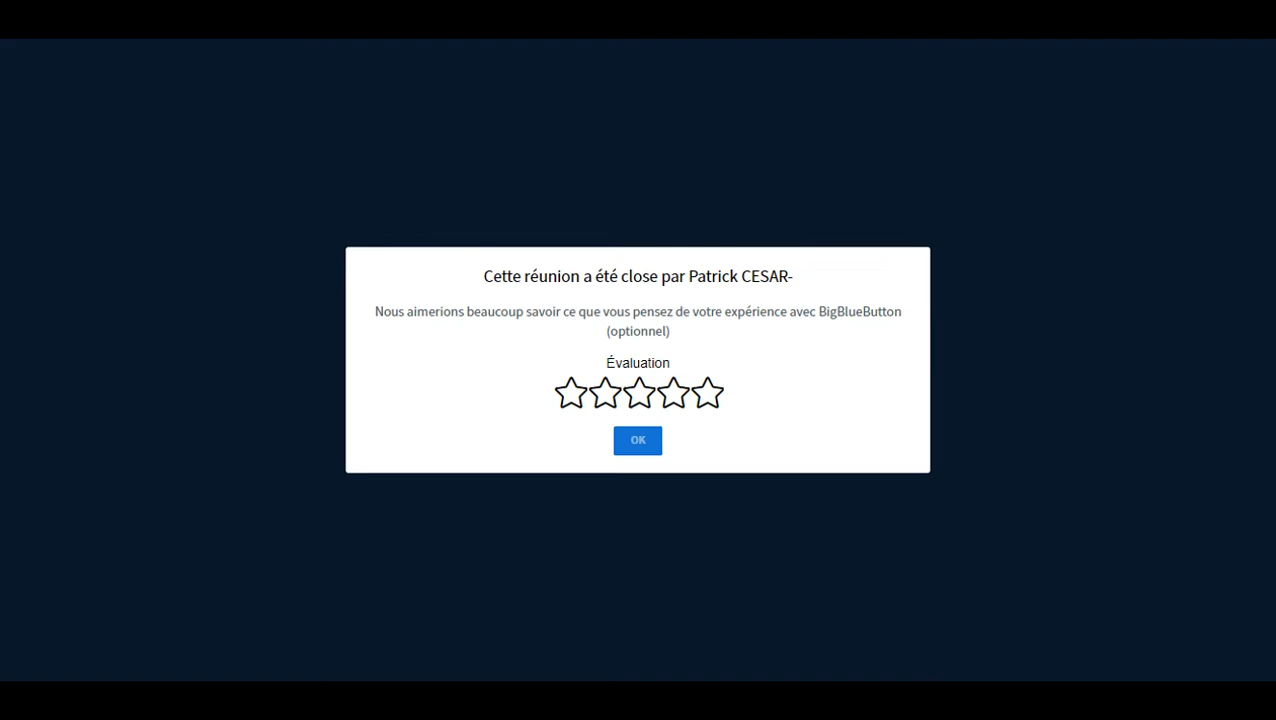 Cette réunion a été close par Patrick CESAR-
Nous aimerions beaucoup savoir ce que vous pensez de votre expérience avec BigBlueButton
(optionnel)
Évaluation
OK